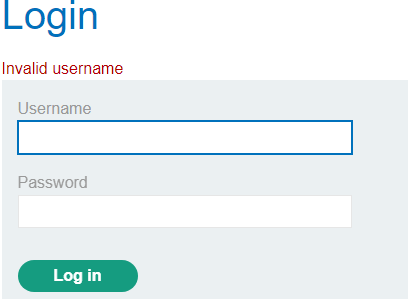 Login
Invalid username
Username
Password
Log in